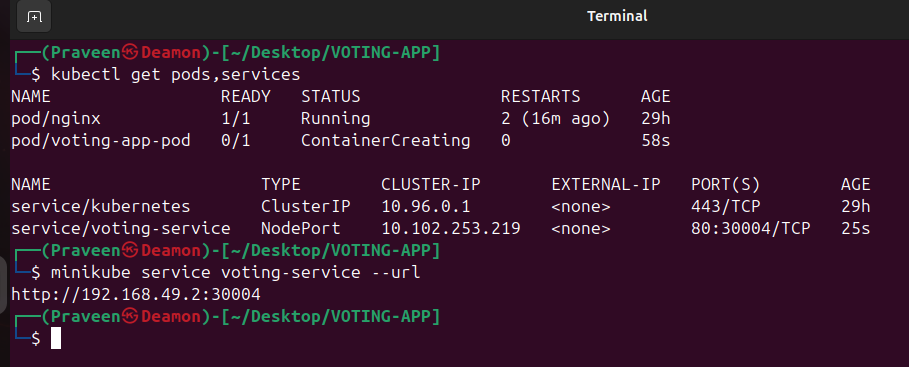 Terminal
┌──(Praveen㉿Deamon)-[~/Desktop/VOTING-APP]
└─$ kubectl get pods,services
NAME                 READY   STATUS              RESTARTS      AGE
pod/nginx            1/1     Running             2 (16m ago)   29h
pod/voting-app-pod   0/1     ContainerCreating   0             58s

NAME                     TYPE        CLUSTER-IP       EXTERNAL-IP   PORT(S)        AGE
service/kubernetes       ClusterIP   10.96.0.1        <none>        443/TCP        29h
service/voting-service   NodePort    10.102.253.219   <none>        80:30004/TCP   25s
┌──(Praveen㉿Deamon)-[~/Desktop/VOTING-APP]
└─$ minikube service voting-service --url
http://192.168.49.2:30004
┌──(Praveen㉿Deamon)-[~/Desktop/VOTING-APP]
└─$